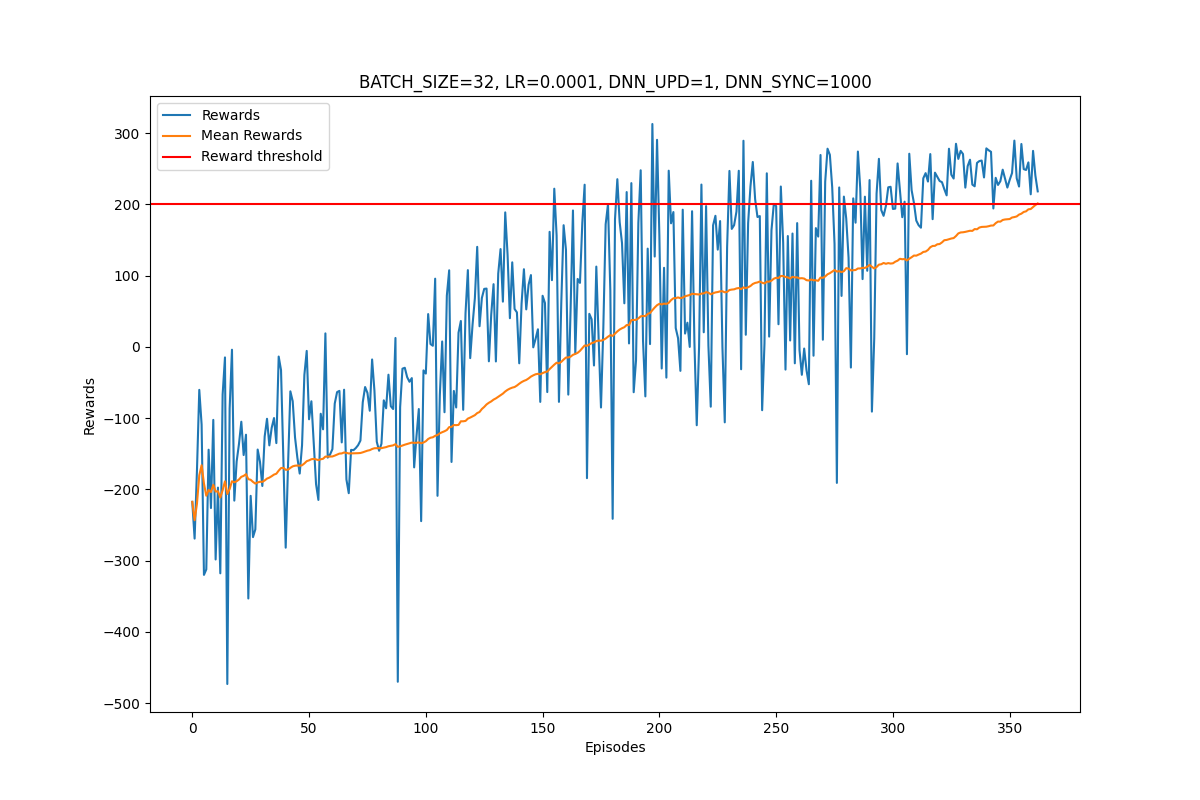 BATCH_SIZE=32, LR=0.0001, DNN_UPD=1, DNN_SYNC=1000
Rewards
Mean Rewards
Reward threshold
300
200
100
0
−100
−200
−300
−400
−500
Rewards
0 50 100 150 200 250 300 350
Episodes